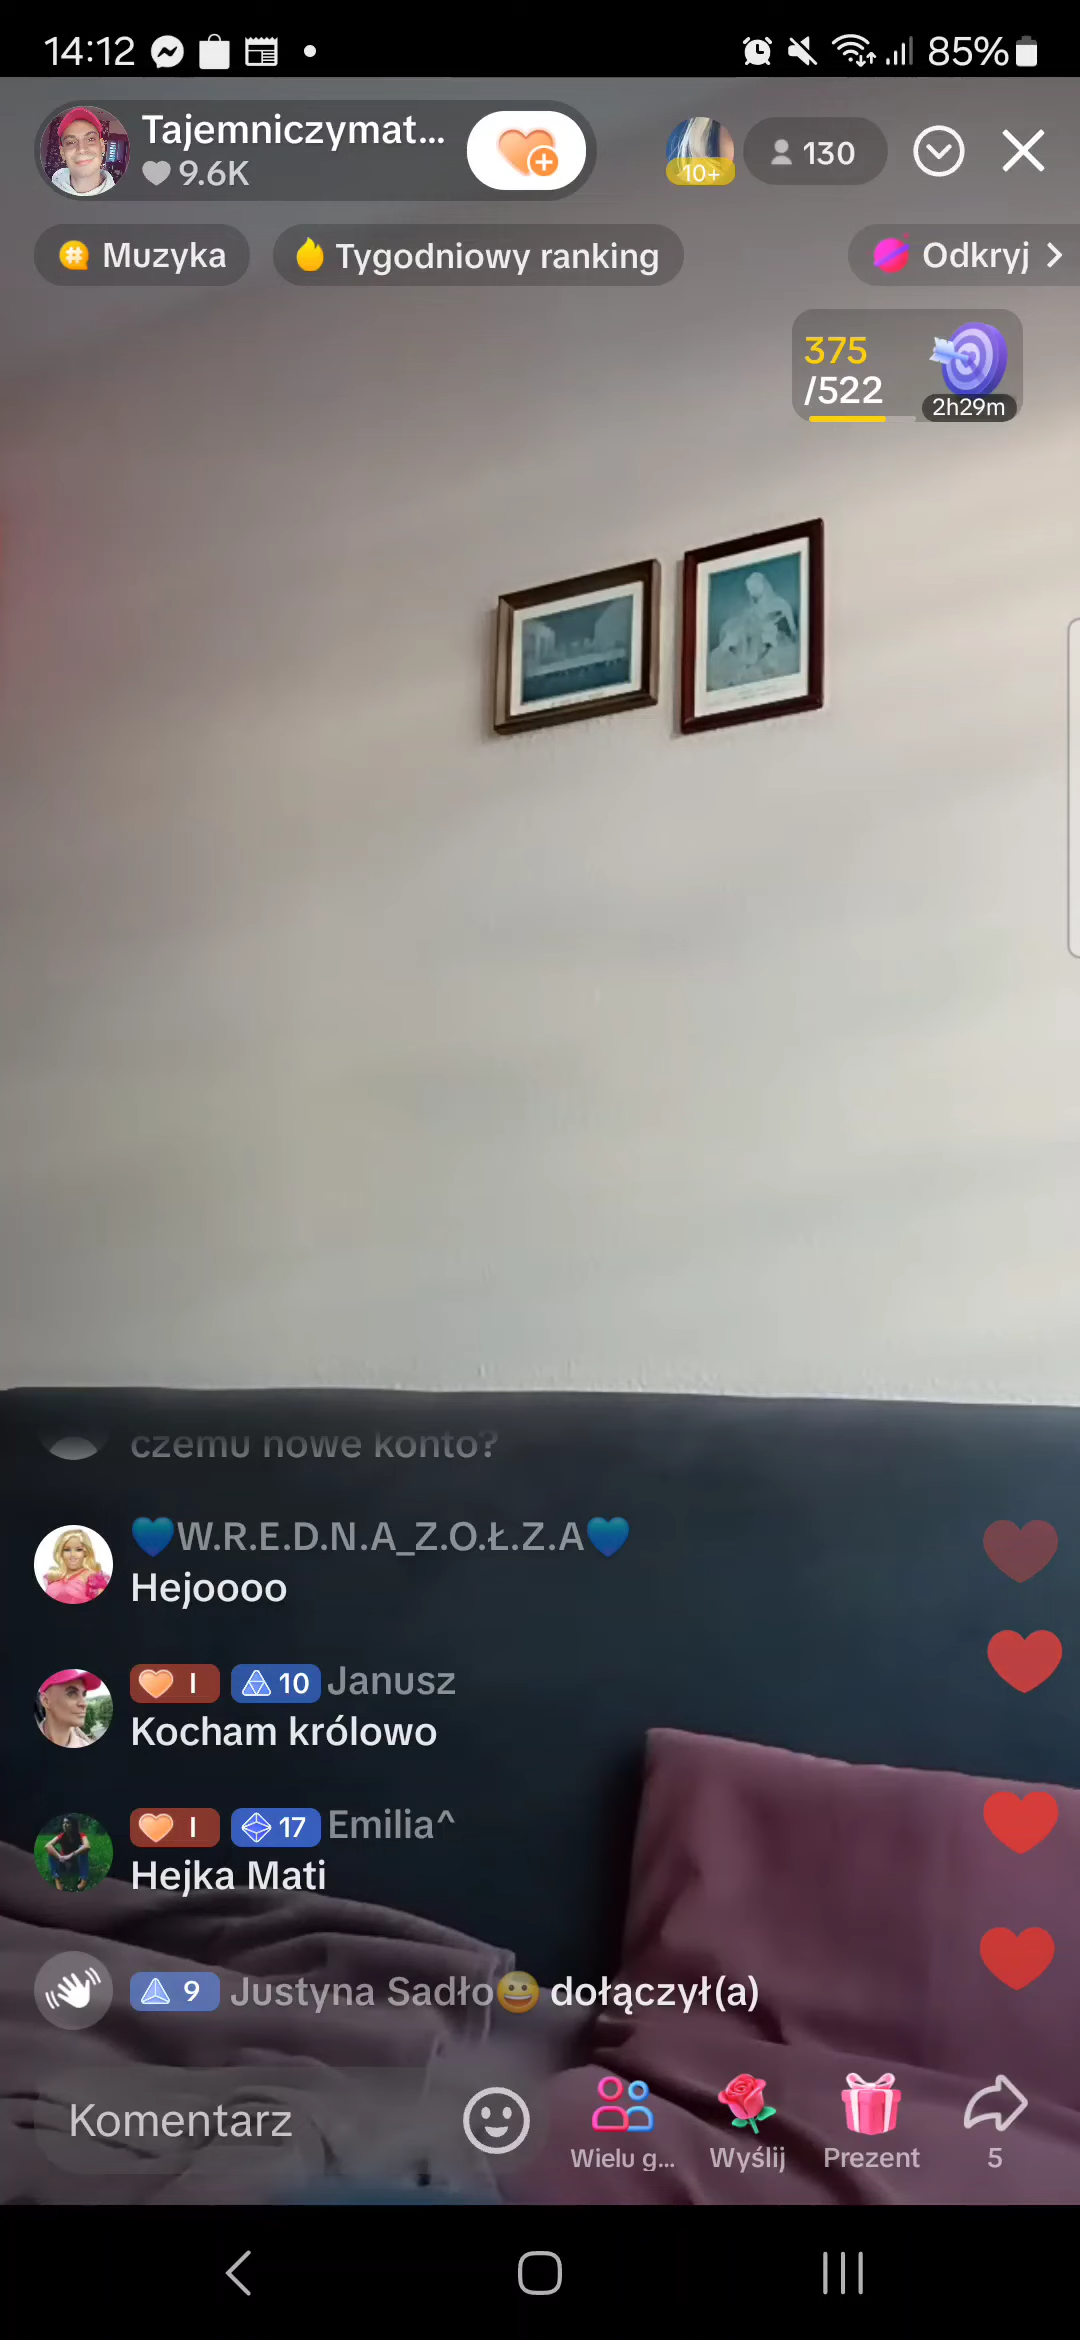 14:12
85%
Tajemniczymat...
9.6K
10+
130
Muzyka
Tygodniowy ranking
Odkryj
375
/522
2h29m
czemu nowe konto?
W.R.E.D.N.A_Z.O.Ł.Z.A
Hejoooo
I 10 Janusz
Kocham królowo
I 17 Emilia^
Hejka Mati
9 Justyna Sadło dołączył(a)
Komentarz
Wielu g...
Wyślij
Prezent
5